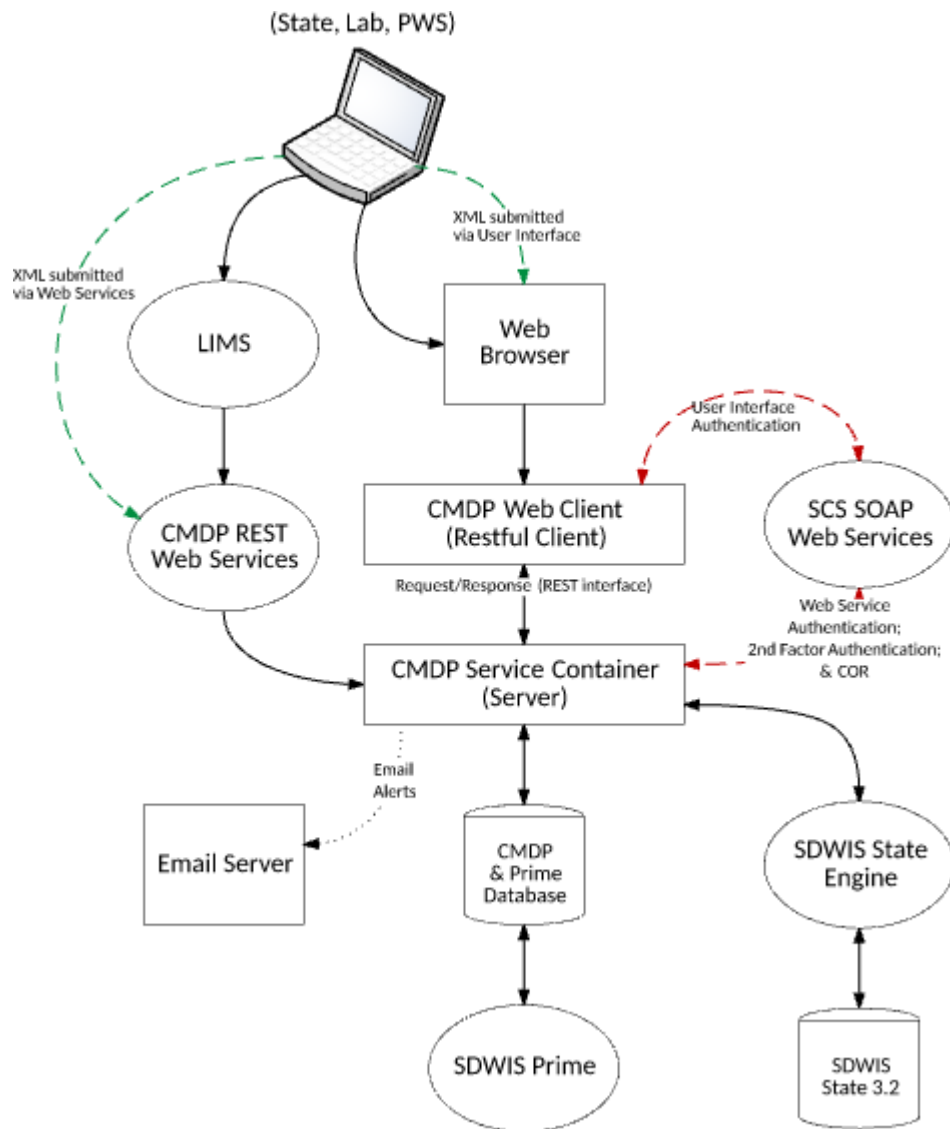 (State, Lab, PWS)
XML submitted
via User Interface
XML submitted
via Web Services
LIMS
Web
Browser
User Interface
Authentication
CMDP REST
Web Services
CMDP Web Client
(Restful Client)
SCS SOAP
Web Services
Request/Response (REST interface)
Web Service
Authentication;
2nd Factor Authentication;
& COR
CMDP Service Container
(Server)
Email
Alerts
Email Server
CMDP
& Prime
Database
SDWIS State
Engine
SDWIS Prime
SDWIS
State 3.2